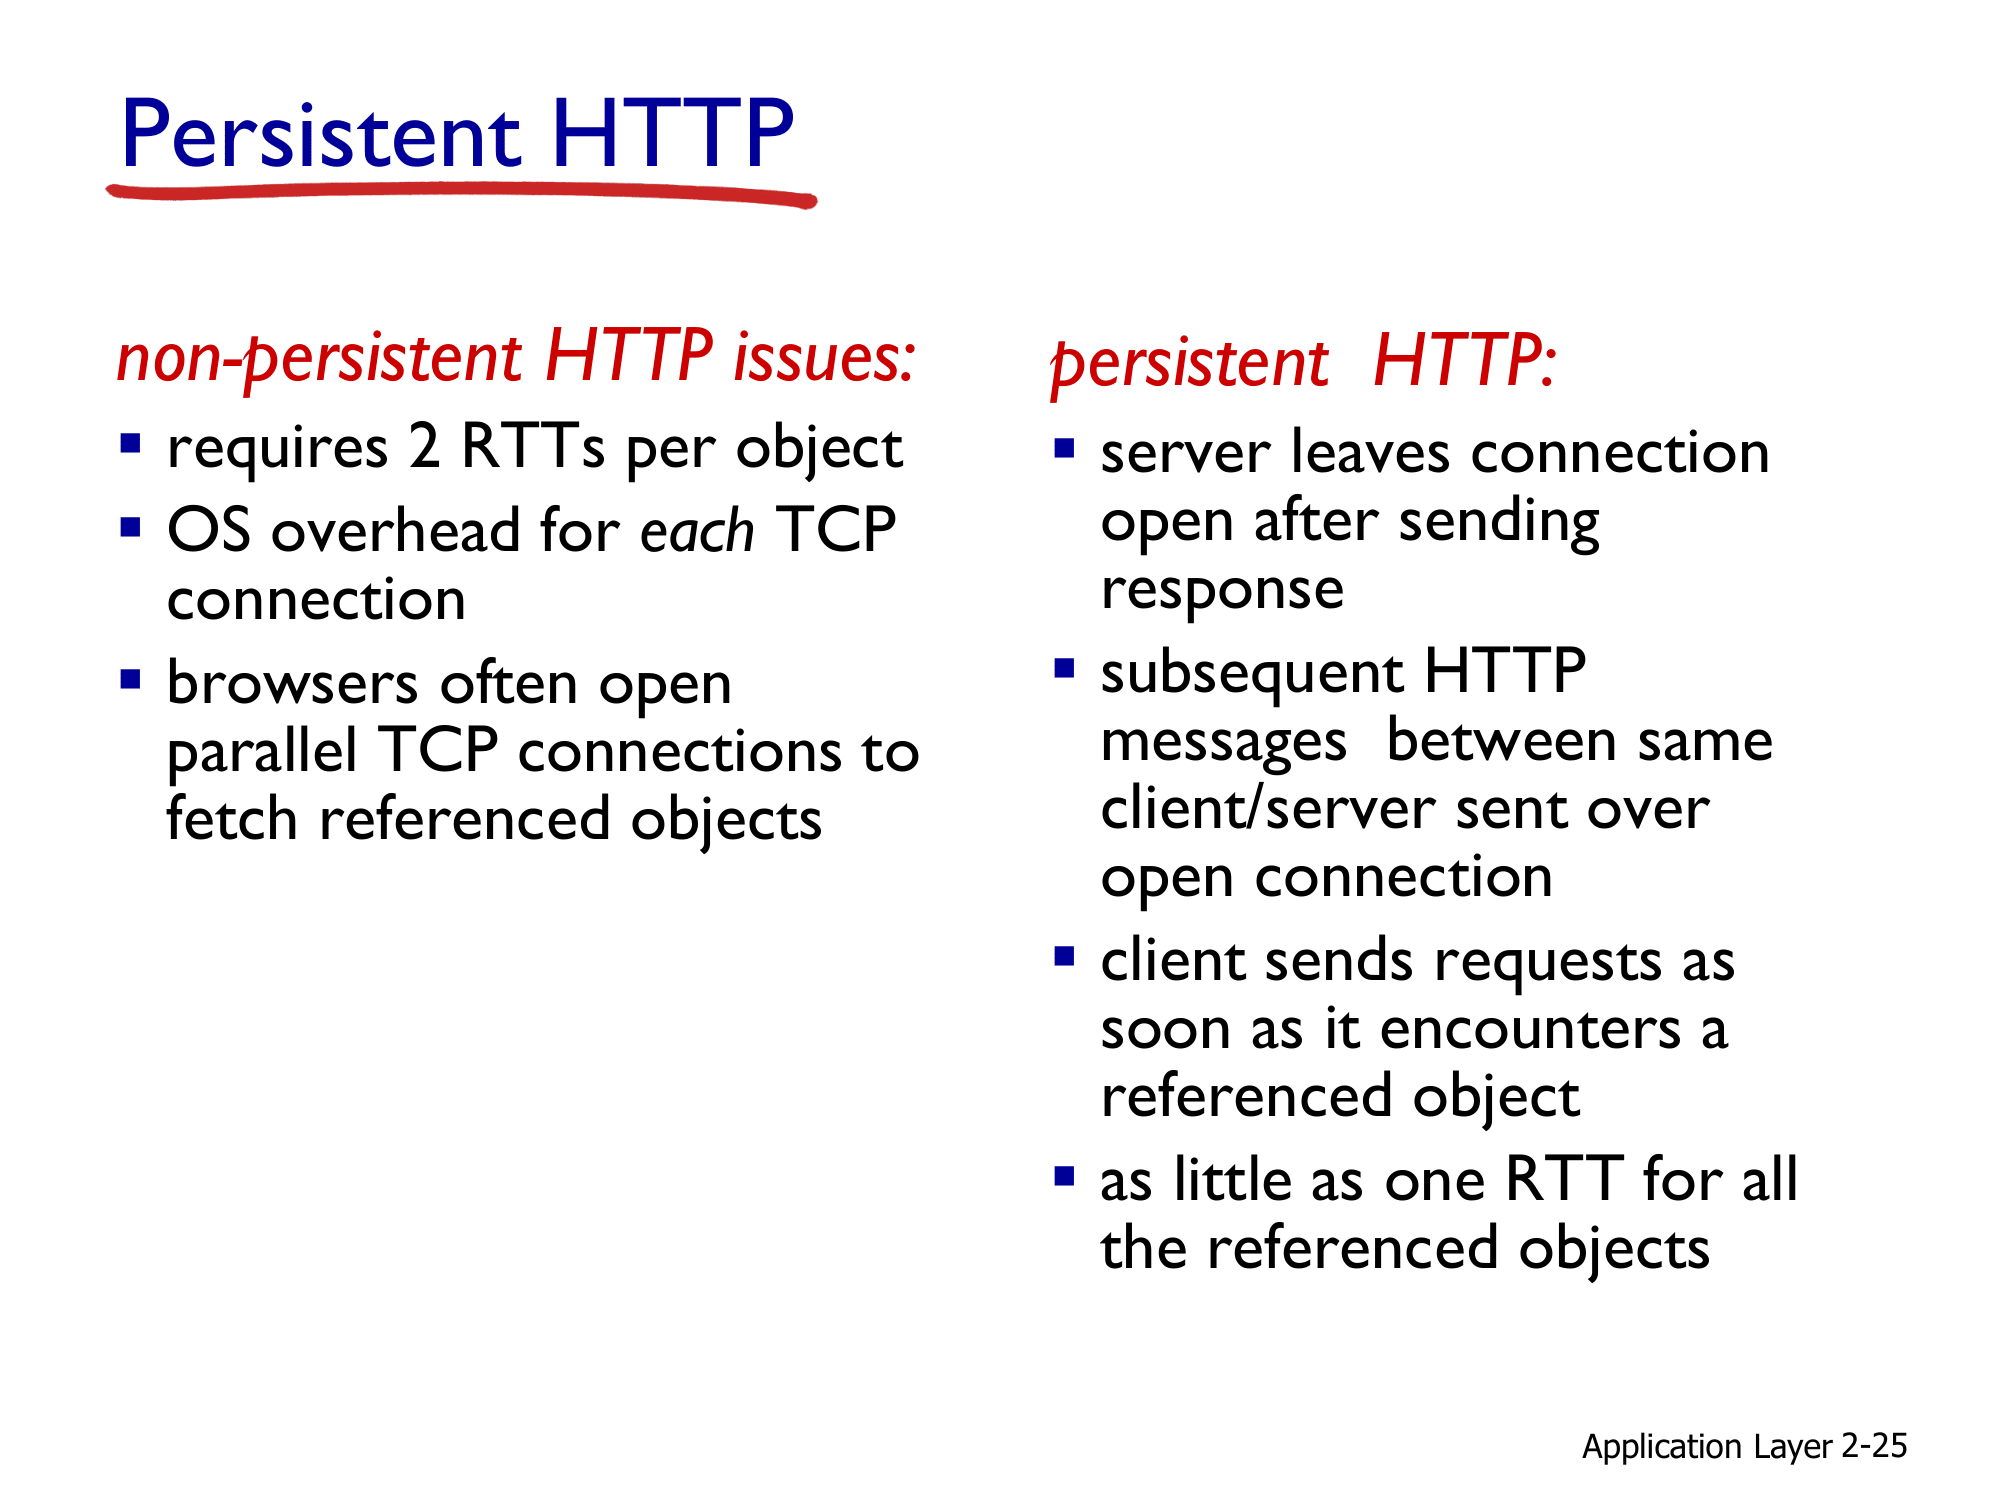 Persistent HTTP
non-persistent HTTP issues:
▪ requires 2 RTTs per object
▪ OS overhead for each TCP
connection
▪ browsers often open
parallel TCP connections to
fetch referenced objects
persistent  HTTP:
▪ server leaves connection
open after sending
response
▪ subsequent HTTP
messages  between same
client/server sent over
open connection
▪ client sends requests as
soon as it encounters a
referenced object
▪ as little as one RTT for all
the referenced objects
Application Layer 2-25